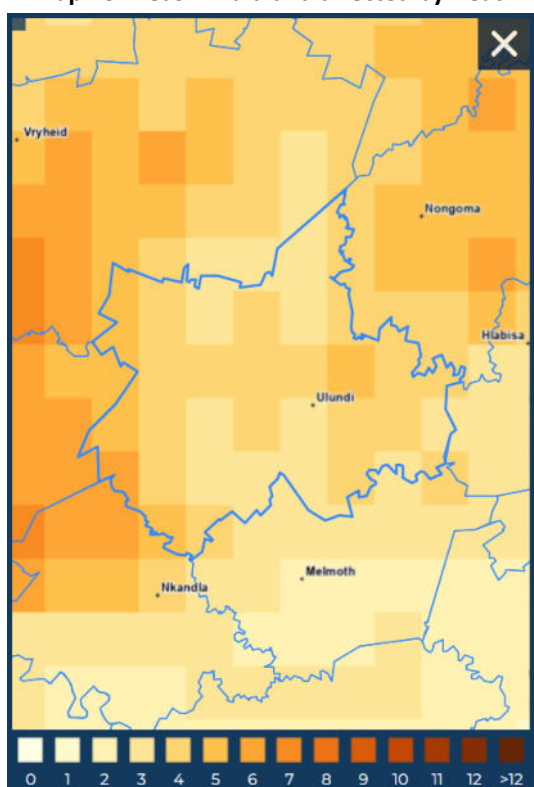 Vryheid
Nongoma
Hlabisa
Ulundi
Melmoth
Nkandla
0 1 2 3 4 5 6 7 8 9 10 11 12 >12